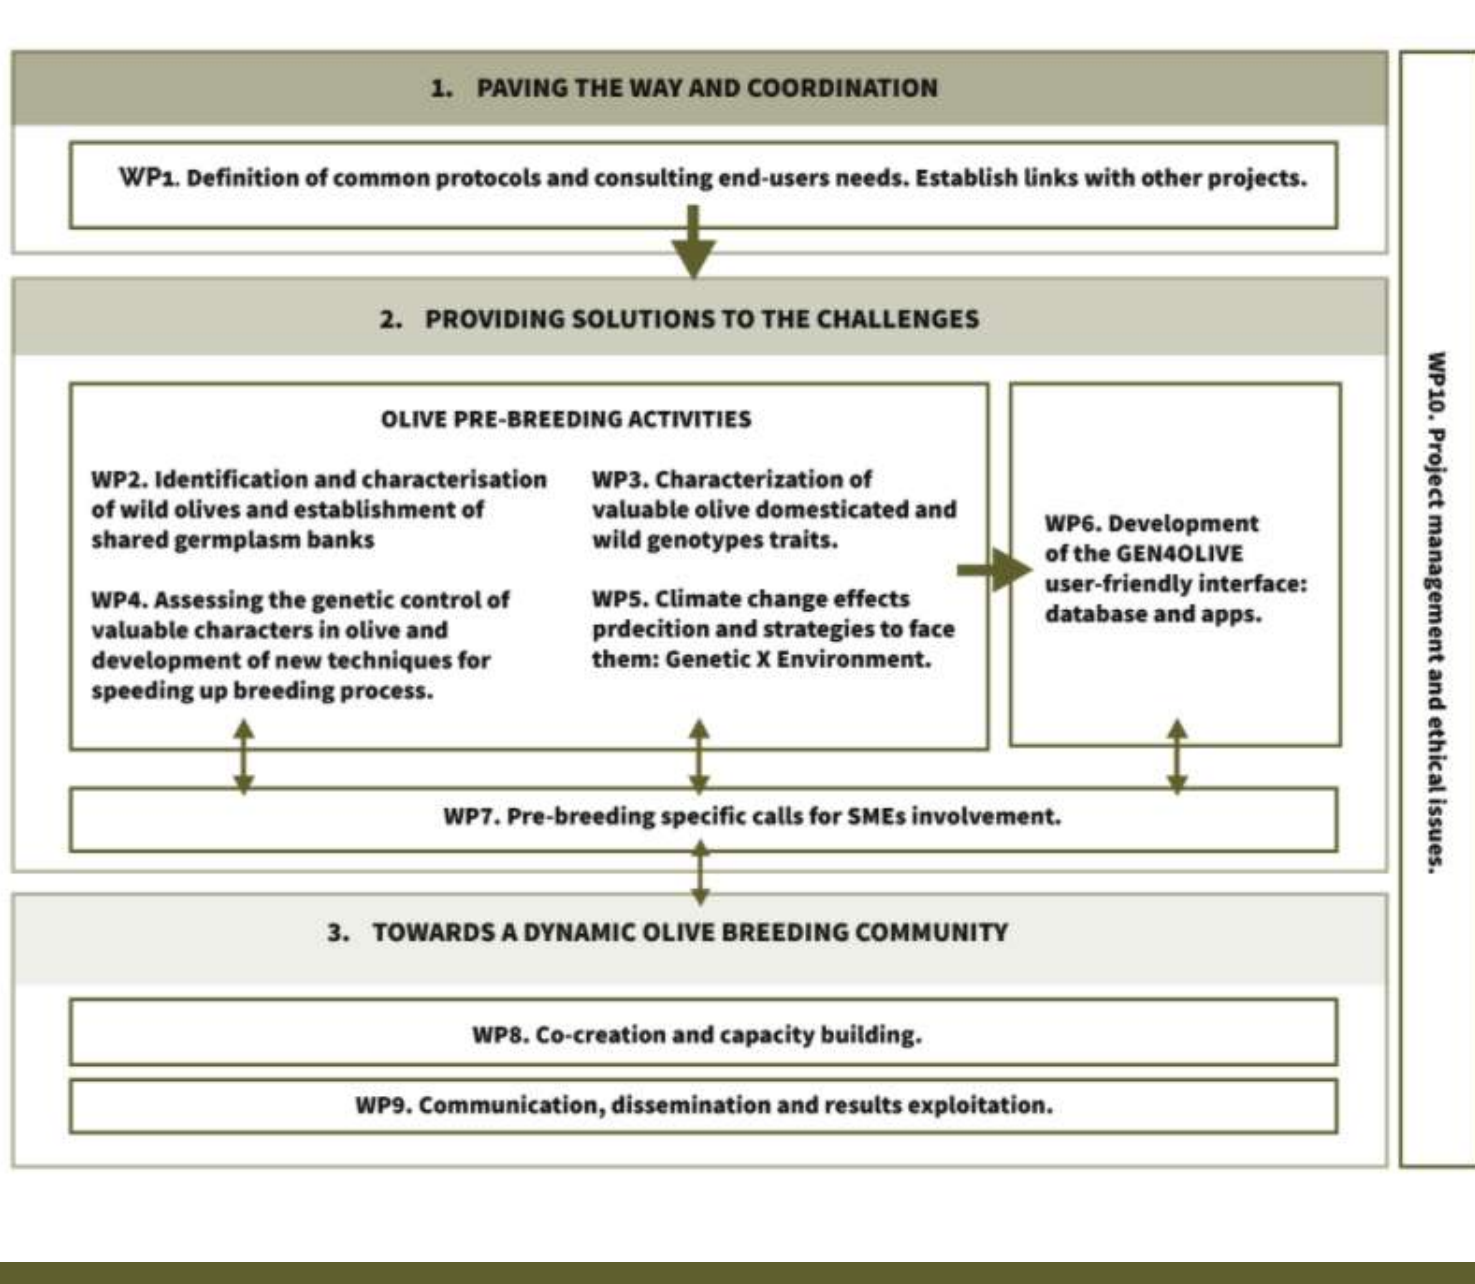 1. PAVING THE WAY AND COORDINATION
WP1. Definition of common protocols and consulting end-users needs. Establish links with other projects.
2. PROVIDING SOLUTIONS TO THE CHALLENGES
OLIVE PRE-BREEDING ACTIVITIES
WP2. Identification and characterisation
of wild olives and establishment of
shared germplasm banks
WP3. Characterization of
valuable olive domesticated and
wild genotypes traits.
WP4. Assessing the genetic control of
valuable characters in olive and
development of new techniques for
speeding up breeding process.
WP5. Climate change effects
prdecition and strategies to face
them: Genetic X Environment.
WP6. Development
of the GEN4OLIVE
user-friendly interface:
database and apps.
WP7. Pre-breeding specific calls for SMEs involvement.
3. TOWARDS A DYNAMIC OLIVE BREEDING COMMUNITY
WP8. Co-creation and capacity building.
WP9. Communication, dissemination and results exploitation.
WP10. Project management and ethical issues.